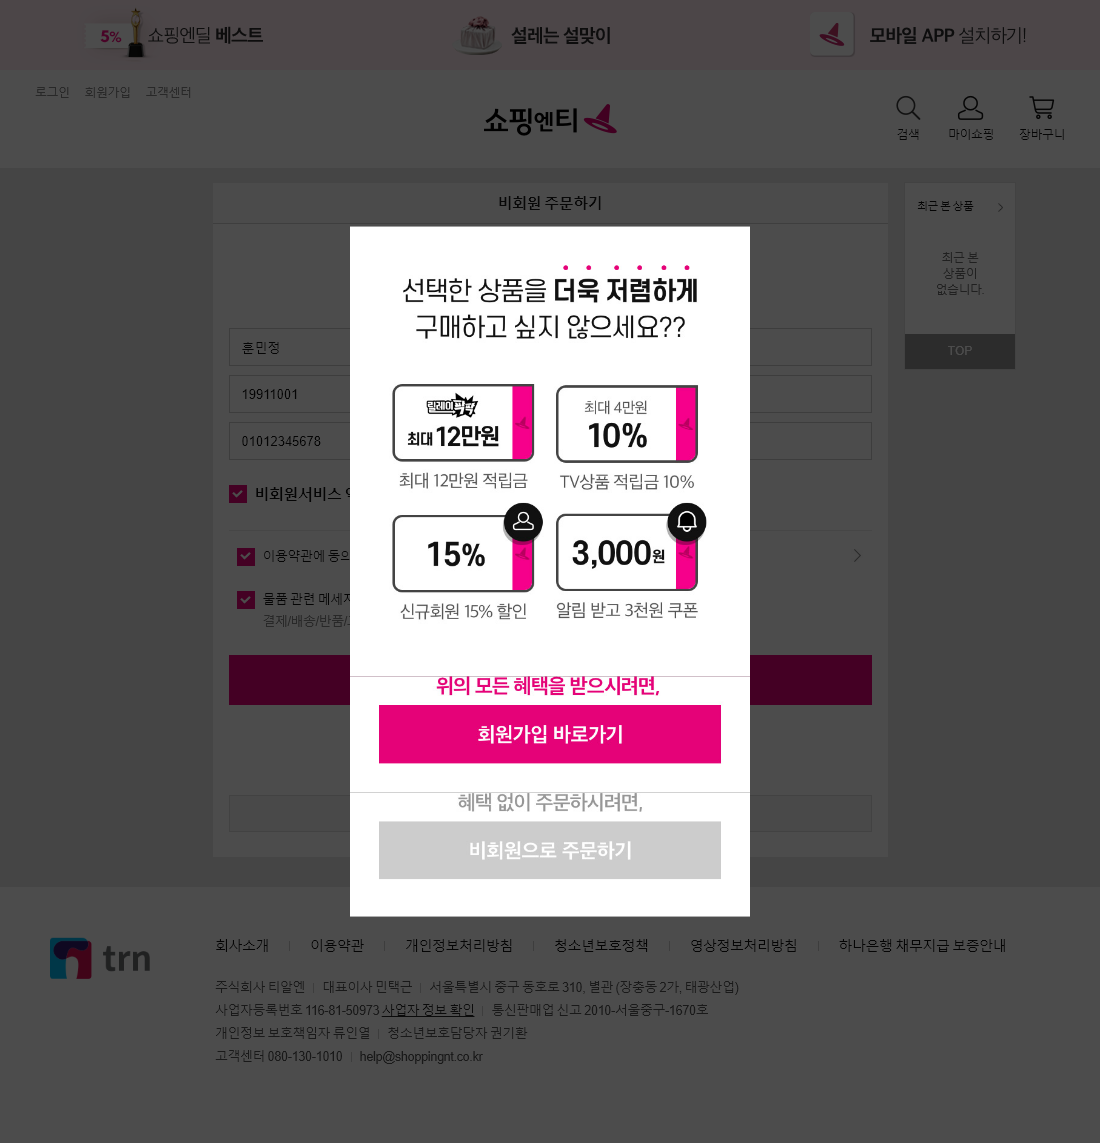 5%
쇼핑엔딜 베스트
설레는 설맞이
모바일 APP 설치하기!
로그인 회원가입 고객센터
쇼핑엔티
검색 마이쇼핑 장바구니
비회원 주문하기
최근 본 상품
최근 본
상품이
없습니다.
TOP
훈민정
19911001
01012345678
비회원서비스
이용약관에 동의
물품 관련 메세지
결제/배송/반품/
선택한 상품을 더욱 저렴하게
구매하고 싶지 않으세요??
릴레이팡팡
최대 12만원
최대 12만원 적립금
최대 4만원
10%
TV상품 적립금 10%
15%
신규회원 15% 할인
3,000원
알림 받고 3천원 쿠폰
위의 모든 혜택을 받으시려면,
회원가입 바로가기
혜택 없이 주문하시려면,
비회원으로 주문하기
trn
회사소개 이용약관 개인정보처리방침 청소년보호정책 영상정보처리방침 하나은행 채무지급 보증안내
주식회사 티알엔 대표이사 민택근 서울특별시 중구 동호로 310, 별관 (장충동 2가, 태광산업)
사업자등록번호 116-81-50973 사업자 정보 확인 통신판매업 신고 2010-서울중구-1670호
개인정보 보호책임자 류인열 청소년보호담당자 권기환
고객센터 080-130-1010 help@shoppingnt.co.kr